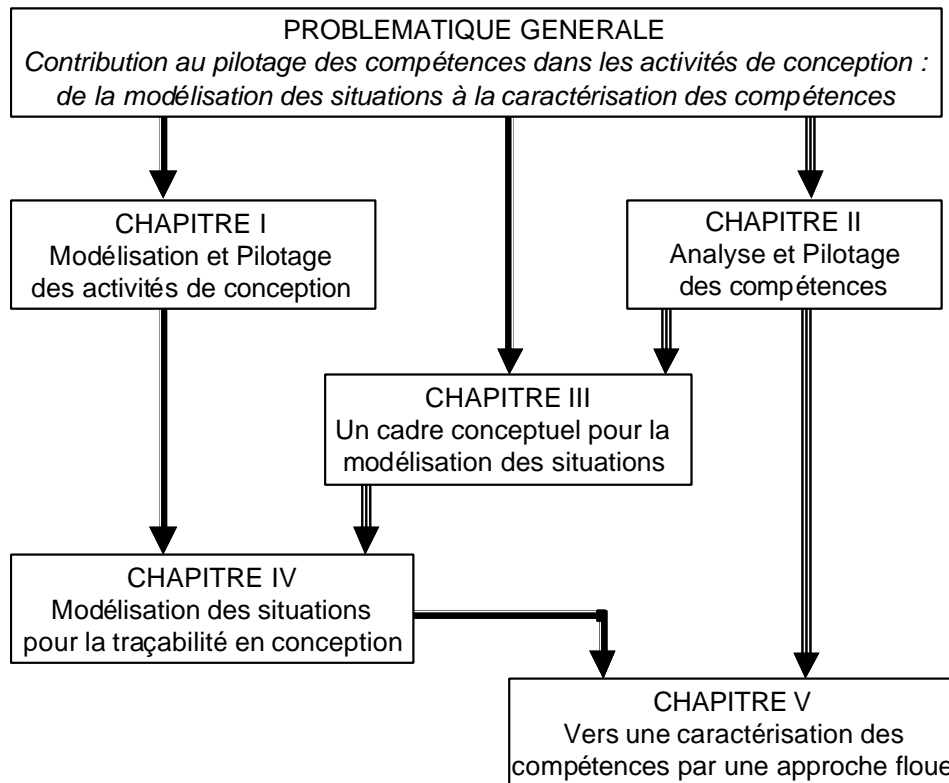 PROBLEMATIQUE GENERALE
Contribution au pilotage des compétences dans les activités de conception :
de la modélisation des situations à la caractérisation des compétences
CHAPITRE I
Modélisation et Pilotage
des activités de conception
CHAPITRE II
Analyse et Pilotage
des compétences
CHAPITRE III
Un cadre conceptuel pour la
modélisation des situations
CHAPITRE IV
Modélisation des situations
pour la traçabilité en conception
CHAPITRE V
Vers une caractérisation des
compétences par une approche floue